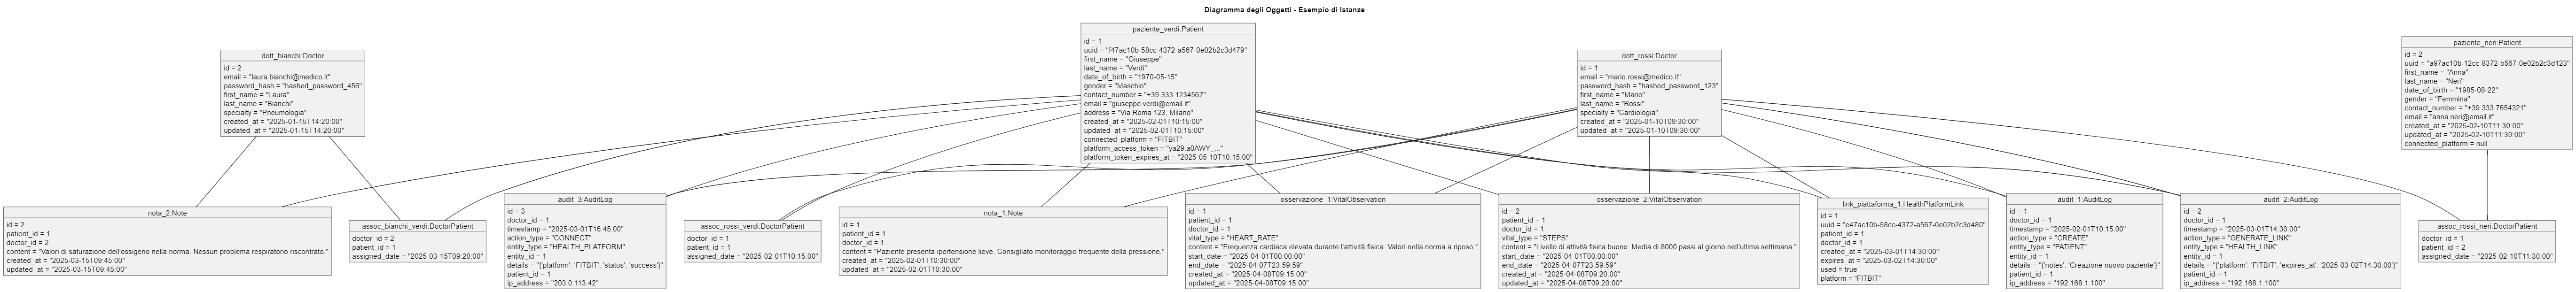 Diagramma degli Oggetti - Esempio di Istanze
dott_bianchi:Doctor
id = 2
email = "laura.bianchi@medico.it"
password_hash = "hashed_password_456"
first_name = "Laura"
last_name = "Bianchi"
specialty = "Pneumologia"
created_at = "2025-01-15T14:20:00"
updated_at = "2025-01-15T14:20:00"
paziente_verdi:Patient
id = 1
uuid = "f47ac10b-58cc-4372-a567-0e02b2c3d479"
first_name = "Giuseppe"
last_name = "Verdi"
date_of_birth = "1970-05-15"
gender = "Maschio"
contact_number = "+39 333 1234567"
email = "giuseppe.verdi@email.it"
address = "Via Roma 123, Milano"
created_at = "2025-02-01T10:15:00"
updated_at = "2025-02-01T10:15:00"
connected_platform = "FITBIT"
platform_access_token = "ya29.a0AWY_..."
platform_token_expires_at = "2025-05-10T10:15:00"
dott_rossi:Doctor
id = 1
email = "mario.rossi@medico.it"
password_hash = "hashed_password_123"
first_name = "Mario"
last_name = "Rossi"
specialty = "Cardiologia"
created_at = "2025-01-10T09:30:00"
updated_at = "2025-01-10T09:30:00"
paziente_neri:Patient
id = 2
uuid = "a97ac10b-12cc-8372-b567-0e02b2c3d123"
first_name = "Anna"
last_name = "Neri"
date_of_birth = "1985-08-22"
gender = "Femmina"
contact_number = "+39 333 7654321"
email = "anna.neri@email.it"
created_at = "2025-02-10T11:30:00"
updated_at = "2025-02-10T11:30:00"
connected_platform = null
nota_2:Note
id = 2
patient_id = 1
doctor_id = 2
content = "Valori di saturazione dell'ossigeno nella norma. Nessun problema respiratorio riscontrato."
created_at = "2025-03-15T09:45:00"
updated_at = "2025-03-15T09:45:00"
assoc_bianchi_verdi:DoctorPatient
doctor_id = 2
patient_id = 1
assigned_date = "2025-03-15T09:20:00"
audit_3:AuditLog
id = 3
doctor_id = 1
timestamp = "2025-03-01T16:45:00"
action_type = "CONNECT"
entity_type = "HEALTH_PLATFORM"
entity_id = 1
details = "{'platform': 'FITBIT', 'status': 'success'}"
patient_id = 1
ip_address = "203.0.113.42"
assoc_rossi_verdi:DoctorPatient
doctor_id = 1
patient_id = 1
assigned_date = "2025-02-01T10:15:00"
nota_1:Note
id = 1
patient_id = 1
doctor_id = 1
content = "Paziente presenta ipertensione lieve. Consigliato monitoraggio frequente della pressione."
created_at = "2025-02-01T10:30:00"
updated_at = "2025-02-01T10:30:00"
osservazione_1:VitalObservation
id = 1
patient_id = 1
doctor_id = 1
vital_type = "HEART_RATE"
content = "Frequenza cardiaca elevata durante l'attività fisica. Valori nella norma a riposo."
start_date = "2025-04-01T00:00:00"
end_date = "2025-04-07T23:59:59"
created_at = "2025-04-08T09:15:00"
updated_at = "2025-04-08T09:15:00"
osservazione_2:VitalObservation
id = 2
patient_id = 1
doctor_id = 1
vital_type = "STEPS"
content = "Livello di attività fisica buono. Media di 8000 passi al giorno nell'ultima settimana."
start_date = "2025-04-01T00:00:00"
end_date = "2025-04-07T23:59:59"
created_at = "2025-04-08T09:20:00"
updated_at = "2025-04-08T09:20:00"
link_piattaforma_1:HealthPlatformLink
id = 1
uuid = "e47ac10b-58cc-4372-a567-0e02b2c3d480"
patient_id = 1
doctor_id = 1
created_at = "2025-03-01T14:30:00"
expires_at = "2025-03-02T14:30:00"
used = true
platform = "FITBIT"
audit_1:AuditLog
id = 1
doctor_id = 1
timestamp = "2025-02-01T10:15:00"
action_type = "CREATE"
entity_type = "PATIENT"
entity_id = 1
details = "{'notes': 'Creazione nuovo paziente'}"
patient_id = 1
ip_address = "192.168.1.100"
audit_2:AuditLog
id = 2
doctor_id = 1
timestamp = "2025-03-01T14:30:00"
action_type = "GENERATE_LINK"
entity_type = "HEALTH_LINK"
entity_id = 1
details = "{'platform': 'FITBIT', 'expires_at': '2025-03-02T14:30:00'}"
patient_id = 1
ip_address = "192.168.1.100"
assoc_rossi_neri:DoctorPatient
doctor_id = 1
patient_id = 2
assigned_date = "2025-02-10T11:30:00"